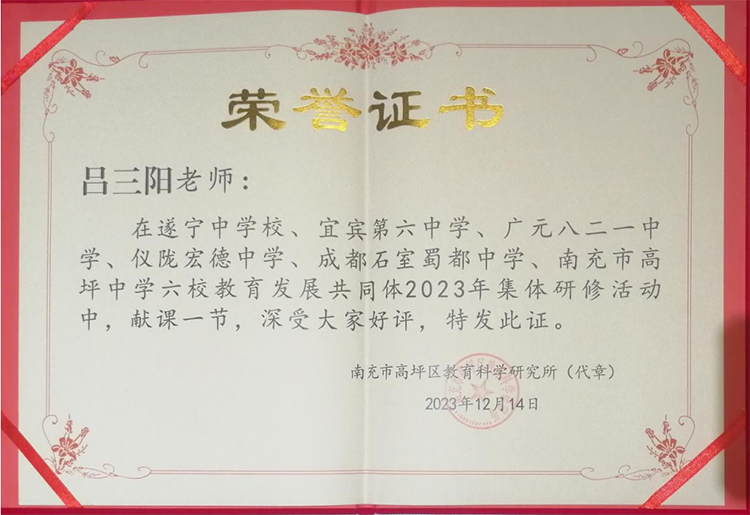 荣誉证书
吕三阳老师:
在遂宁中学校、宜宾第六中学、广元八二一中
学、仪陇宏德中学、成都石室蜀都中学、南充市高
坪中学六校教育发展共同体2023年集体研修活动
中,献课一节,深受大家好评,特发此证。
南充市高坪区教育科学研究所(代章)
2023年12月14日